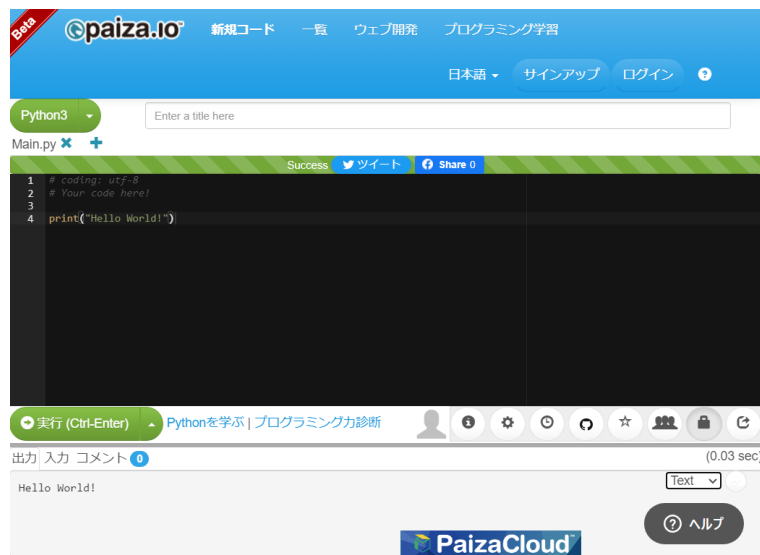 Beta
paiza.IO 新規コード 一覧 ウェブ開発 プログラミング学習
日本語 サインアップ ログイン ?
Python3
Enter a title here
Main.py
Success ツイート Share 0
1 # coding: utf-8
2 # Your code here!
3
4 print("Hello World!")
実行 (Ctrl-Enter) Pythonを学ぶ | プログラミング力診断
出力 入力 コメント 0 (0.03 sec)
Hello World!
Text
? ヘルプ
PaizaCloud